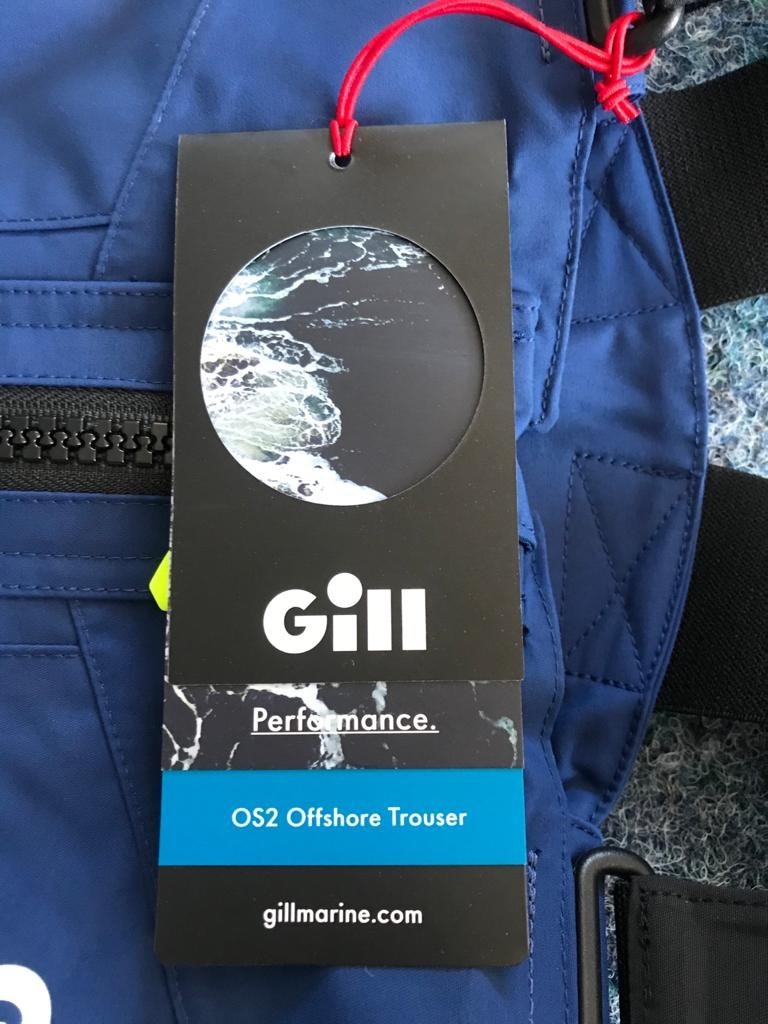 Gill
Performance.
OS2 Offshore Trouser
gillmarine.com